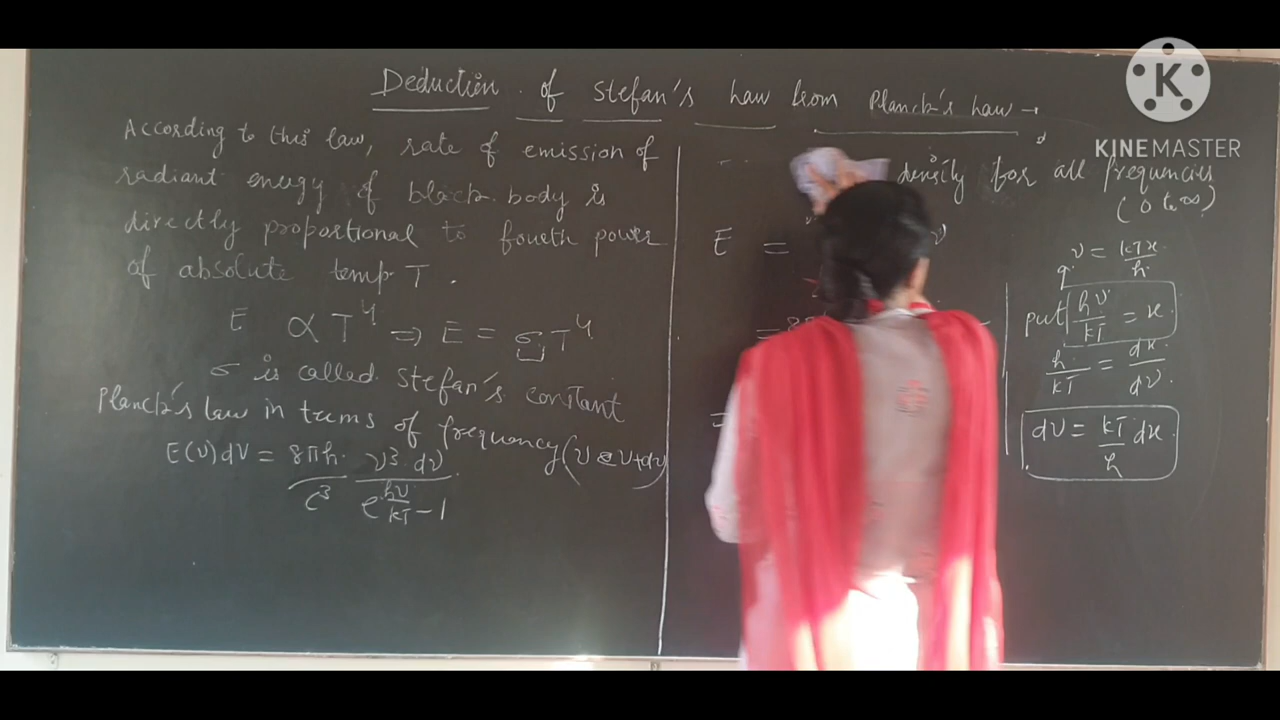 Deduction of Stefan's Law from Planck's Law →
According to this law, rate of emission of
radiant energy of black body is
directly proportional to fourth power
of absolute temp T.
E ∝ T⁴ ⇒ E = σT⁴
σ is called Stefan's constant
Planck's law in terms of frequency (ν & ν+dν)
E(ν)dν = 8πh/c³ ν³ dν/(e^(hν/kT) - 1)
density for all frequencies
(0 to ∞)
E =
=
=
ν = kTx/h
put hν/kT = x
h/kT = dx/dν
dν = kT/h dx
K
KINEMASTER